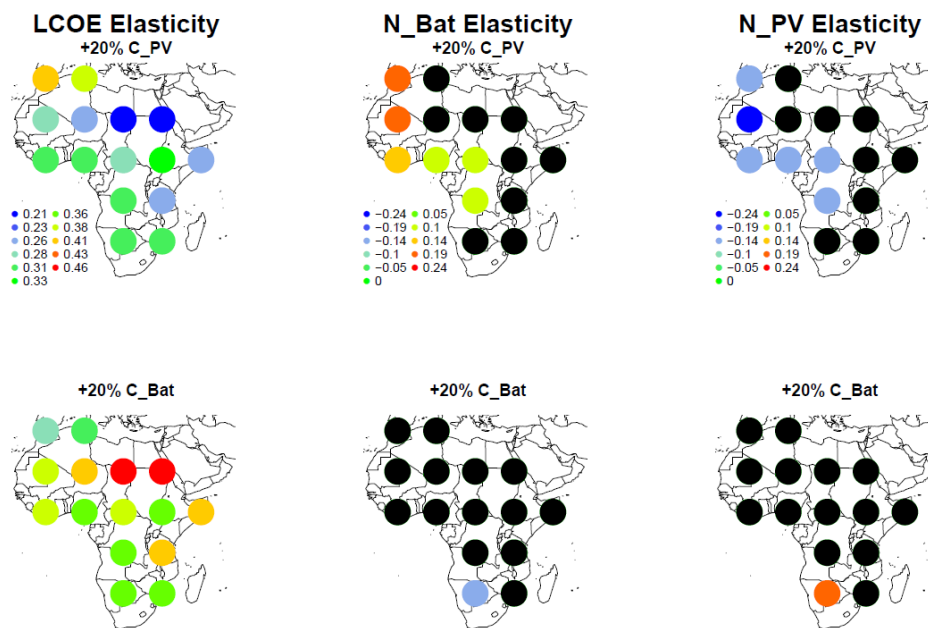 LCOE Elasticity
+20% C_PV
0.21 0.36
0.23 0.38
0.26 0.41
0.28 0.43
0.31 0.46
0.33
N_Bat Elasticity
+20% C_PV
−0.24 0.05
−0.19 0.1
−0.14 0.14
−0.1 0.19
−0.05 0.24
0
N_PV Elasticity
+20% C_PV
−0.24 0.05
−0.19 0.1
−0.14 0.14
−0.1 0.19
−0.05 0.24
0
+20% C_Bat
+20% C_Bat
+20% C_Bat